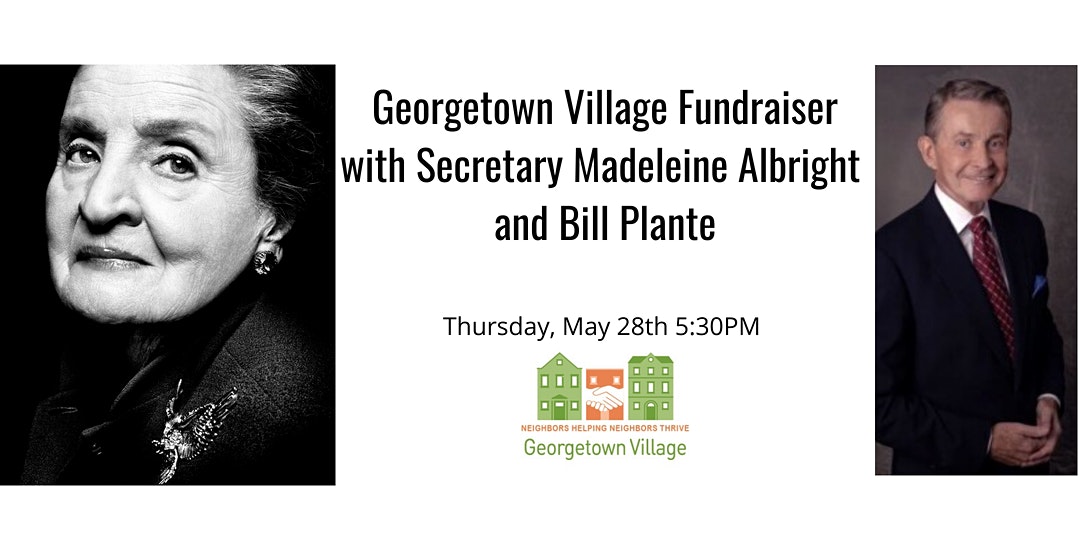 Georgetown Village Fundraiser
with Secretary Madeleine Albright
and Bill Plante
Thursday, May 28th 5:30PM
NEIGHBORS HELPING NEIGHBORS THRIVE
Georgetown Village